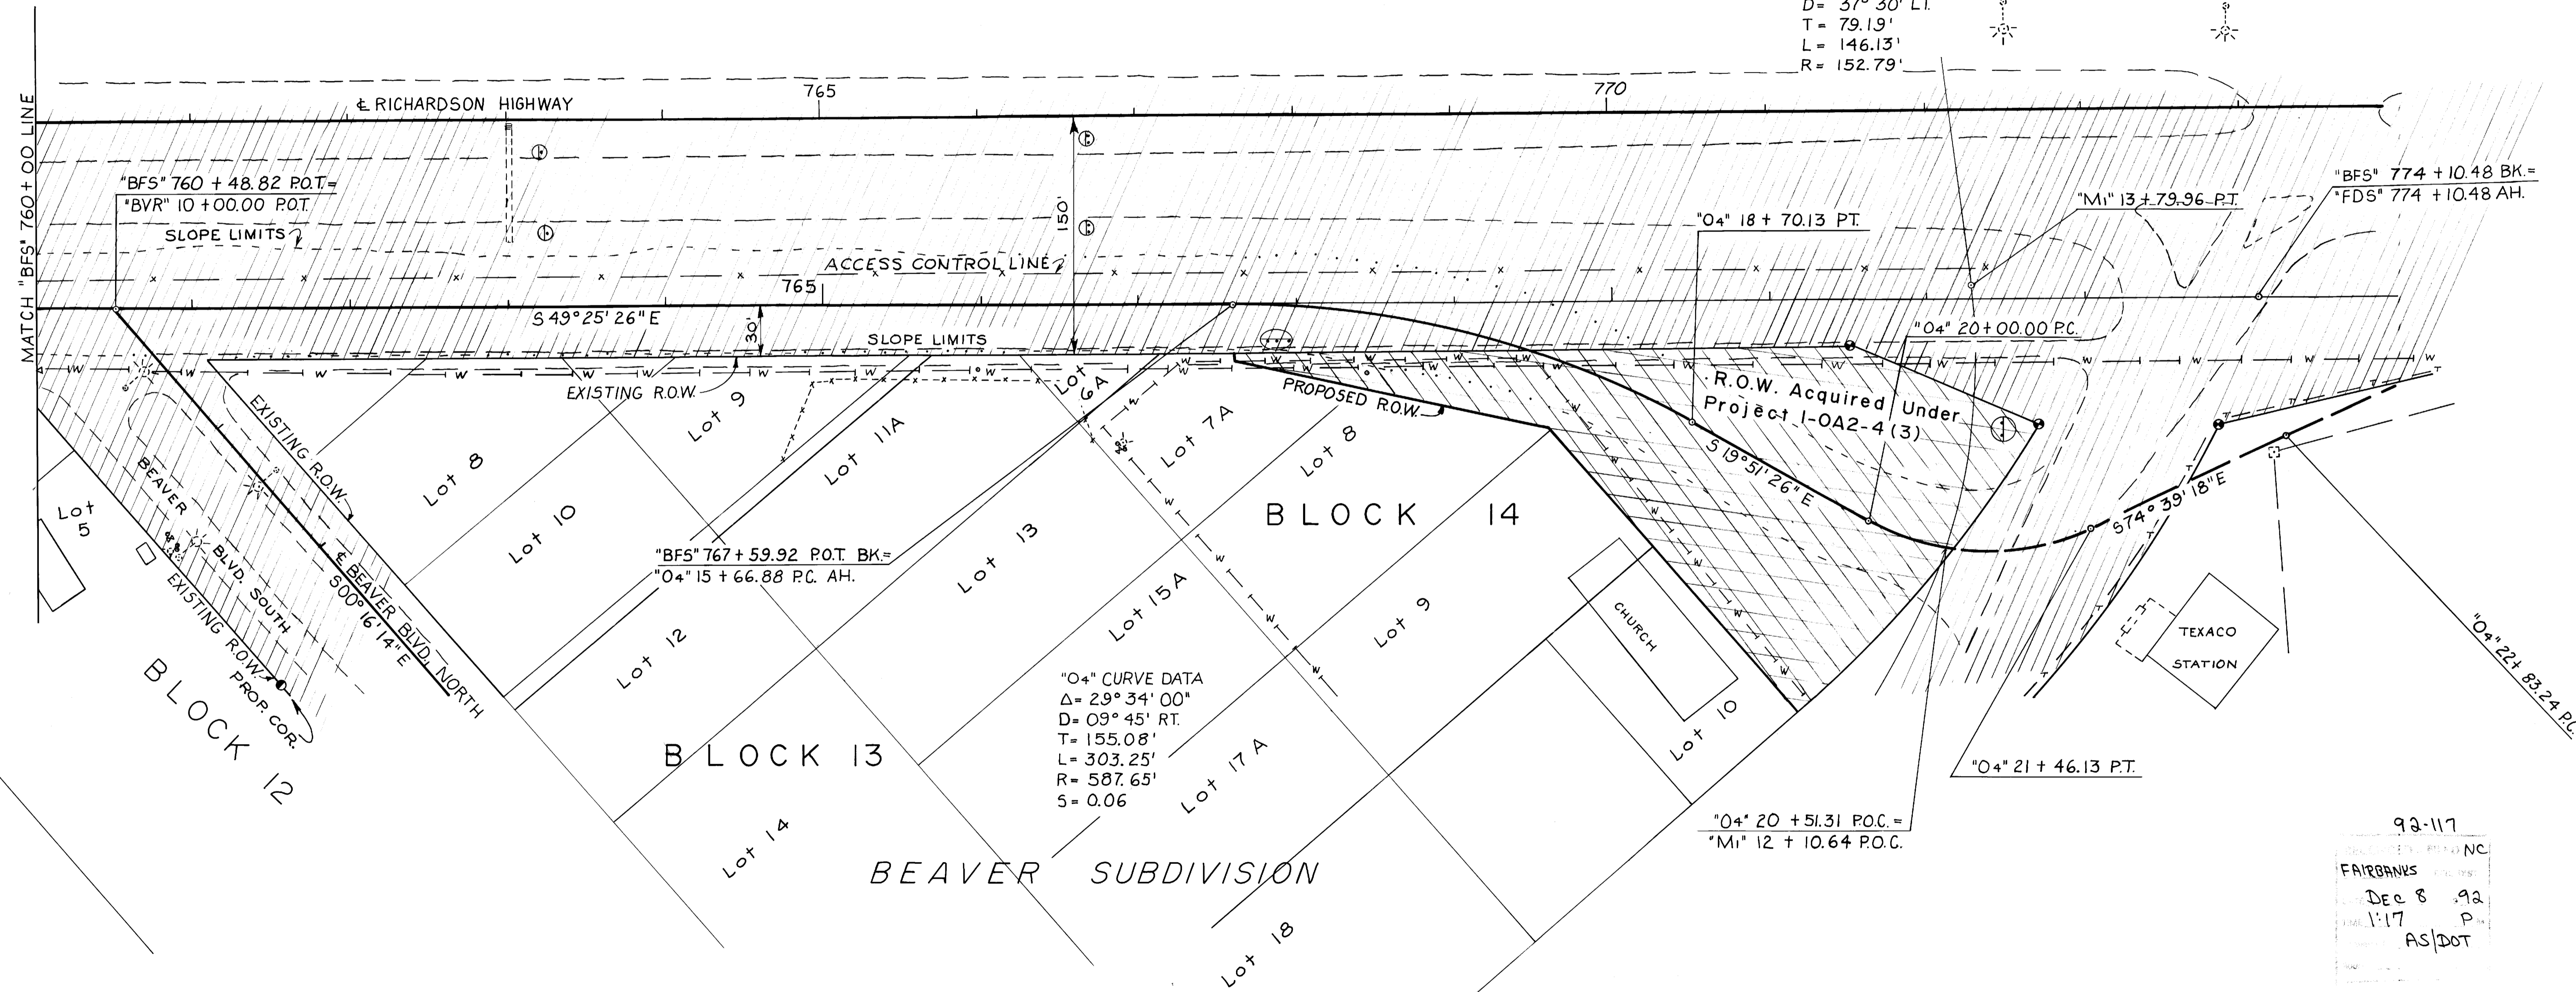 D= 37° 30' LT.
T= 79.19'
L= 146.13'
R= 152.79'
MATCH "BFS" 760+00 LINE
℄ RICHARDSON HIGHWAY
765
770
"BFS" 760 + 48.82 P.O.T.=
"BVR" 10 +00.00 P.O.T.
SLOPE LIMITS
150'
ACCESS CONTROL LINE
765
"O4" 18 + 70.13 PT.
"M1" 13+79.96 P.T.
"BFS" 774 +10.48 BK.=
"FDS" 774 +10.48 AH.
S 49° 25' 26" E
30'
SLOPE LIMITS
"O4" 20+00.00 P.C.
EXISTING R.O.W.
EXISTING R.O.W.
PROPOSED R.O.W.
R.O.W. Acquired Under
Project I-OA2-4(3)
S 19° 51' 26" E
S 74° 39' 18"E
Lot 9
Lot 6A
Lot 7A
Lot 8
Lot 11A
Lot 8
Lot 10
Lot 13
BLOCK 14
Lot
5
BEAVER BLVD. SOUTH
EXISTING R.O.W.
PROP. COR.
℄ BEAVER BLVD. NORTH
S 00° 16' 14" E
"BFS" 767 + 59.92 P.O.T. BK.=
"O4" 15 + 66.88 P.C. AH.
Lot 12
Lot 15A
Lot 9
CHURCH
TEXACO
STATION
"O4" 22+ 83.24 P.C.
BLOCK 12
"O4" CURVE DATA
Δ= 29° 34' 00"
D= 09° 45' RT.
T= 155.08'
L= 303.25'
R= 587.65'
S= 0.06
BLOCK 13
Lot 17A
Lot 10
"O4" 21 + 46.13 P.T.
Lot 14
"O4" 20 +51.31 P.O.C.=
"M1" 12 + 10.64 P.O.C.
BEAVER SUBDIVISION
Lot 18
92-117
NC
FAIRBANKS
DEC 8 92
1:17 P
AS/DOT